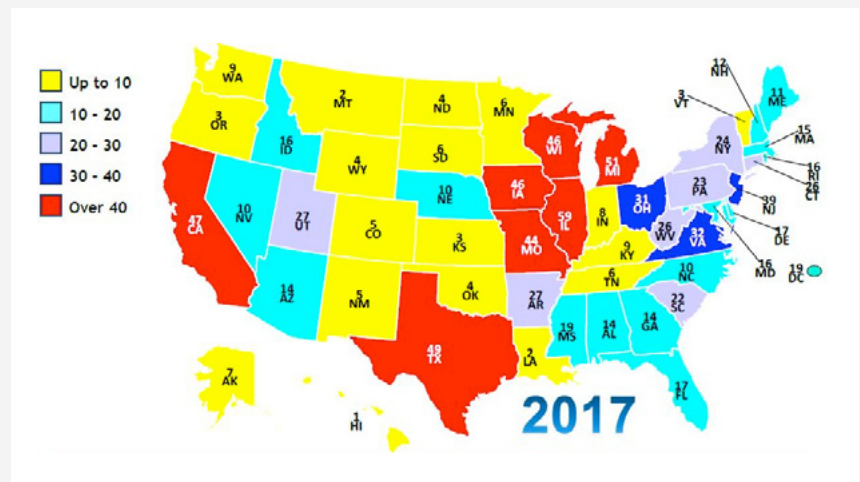 Up to 10
10 - 20
20 - 30
30 - 40
Over 40
9
WA
3
OR
47
CA
16
ID
10
NV
27
UT
14
AZ
2
MT
4
WY
5
CO
5
NM
4
ND
6
SD
10
NE
3
KS
4
OK
49
TX
6
MN
46
IA
44
MO
27
AR
2
LA
46
WI
59
IL
51
MI
8
IN
31
OH
9
KY
6
TN
19
MS
14
AL
14
GA
17
FL
22
SC
10
NC
32
VA
26
WV
23
PA
24
NY
3
VT
12
NH
11
ME
15
MA
16
RI
26
CT
39
NJ
17
DE
16
MD
19
DC
7
AK
1
HI
2017